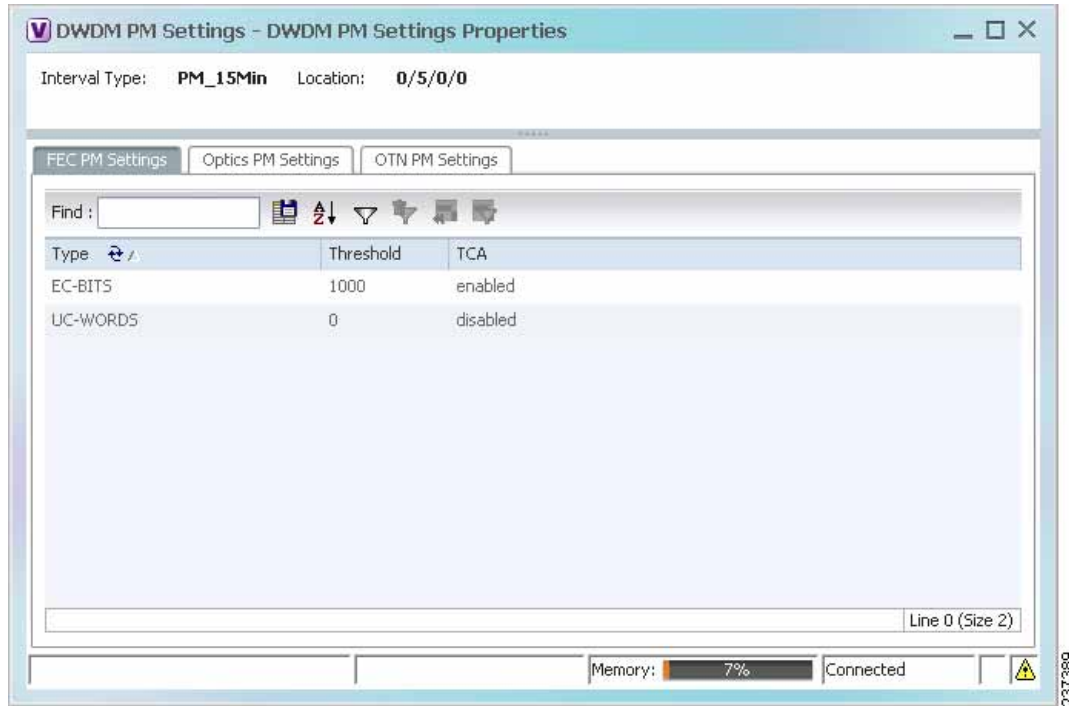 DWDM PM Settings - DWDM PM Settings Properties
Interval Type: PM_15Min Location: 0/5/0/0
FEC PM Settings Optics PM Settings OTN PM Settings
Find :
Type Threshold TCA
EC-BITS 1000 enabled
UC-WORDS 0 disabled
Line 0 (Size 2)
Memory: 7% Connected
237389